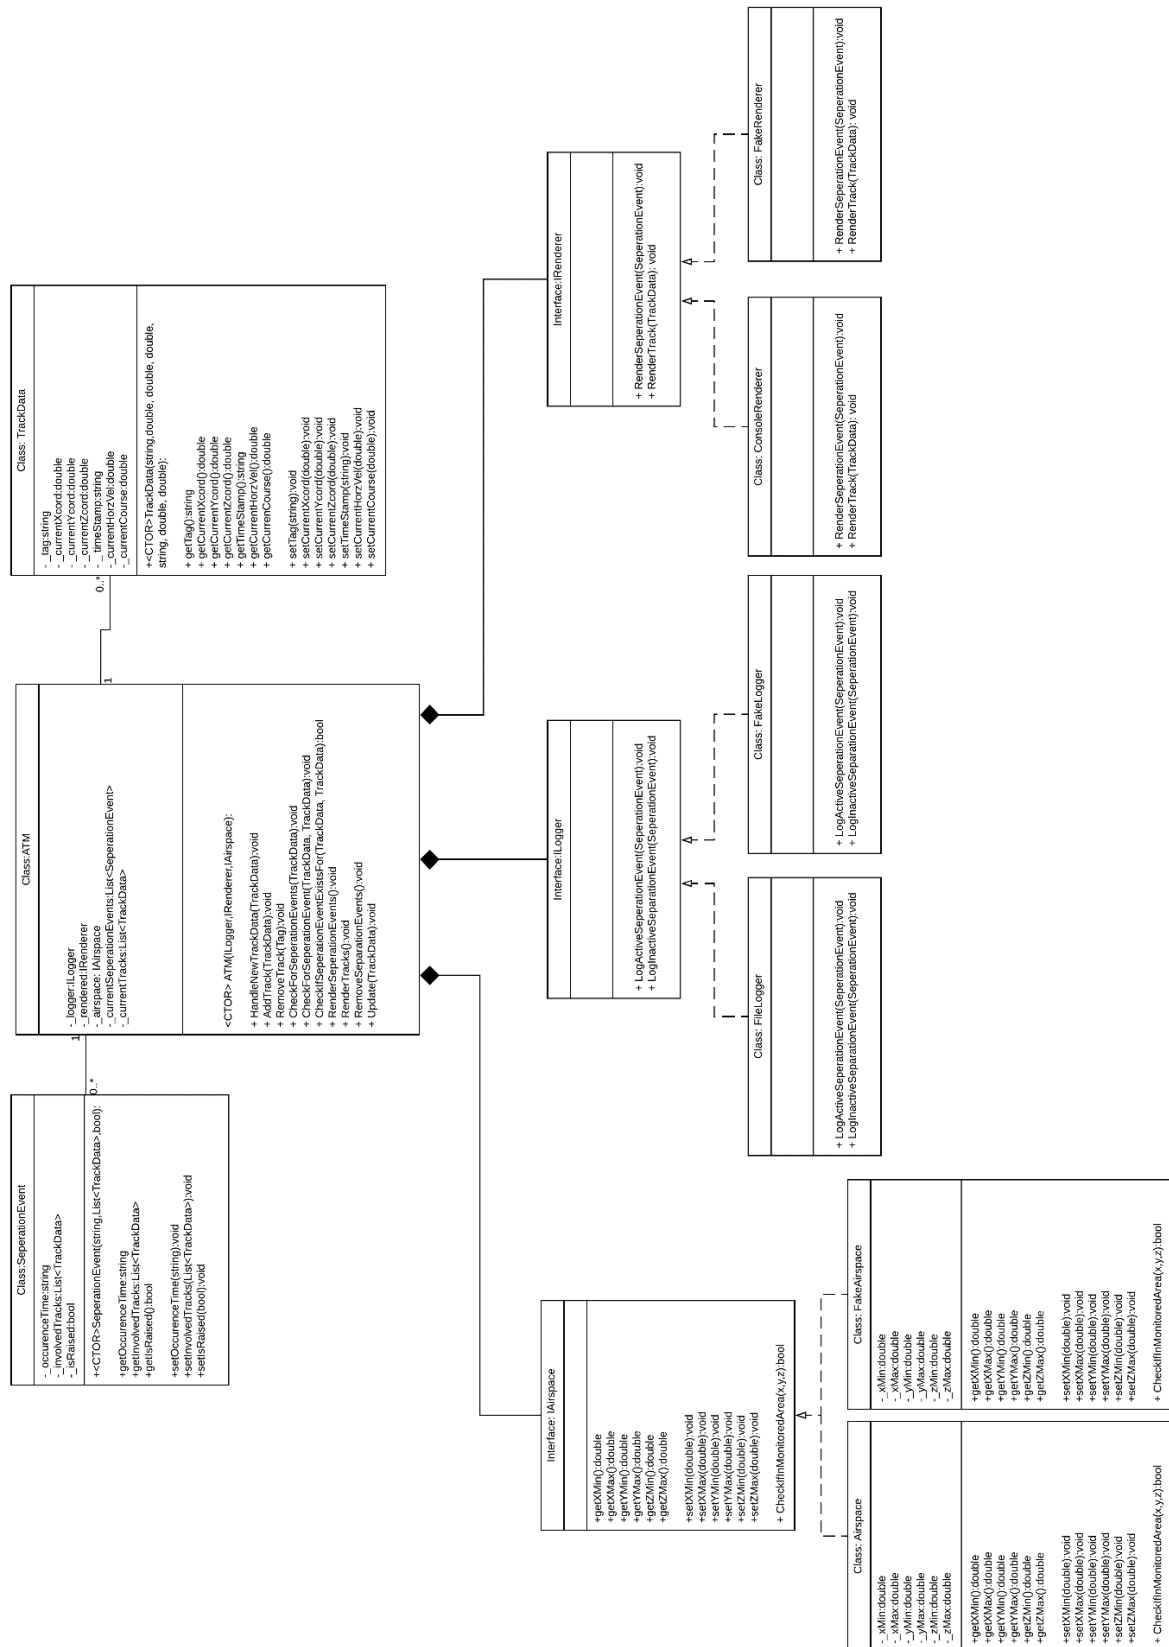 Class:SeperationEvent
- _occurenceTime:string
- _involvedTracks:List<TrackData>
- _isRaised:bool
+<CTOR>SeperationEvent(string,List<TrackData>,bool):
+getOccurenceTime:string
+getInvolvedTracks:List<TrackData>
+getIsRaised():bool
+setOccurenceTime(string):void
+setInvolvedTracks(List<TrackData>):void
+setIsRaised(bool):void
1
0..*
Class:ATM
-_logger:ILogger
-_rendered:IRenderer
-_airspace: IAirspace
-_currentSeperationEvents:List<SeperationEvent>
-_currentTracks:List<TrackData>
<CTOR> ATM(ILogger,IRenderer,IAirspace):
+ HandleNewTrackData(TrackData):void
+ AddTrack(TrackData):void
+ RemoveTrack(Tag):void
+ CheckForSeperationEvents(TrackData):void
+ CheckForSeperationEvent(TrackData, TrackData):void
+ CheckIfSeperationEventExistsFor(TrackData, TrackData):bool
+ RenderSeperationEvents():void
+ RenderTracks():void
+ RemoveSeparationEvents():void
+ Update(TrackData):void
1
0..*
Class: TrackData
- _tag:string
- _currentXcord:double
- _currentYcord:double
- _currentZcord:double
- _timeStamp:string
-_currentHorzVel:double
-_currentCourse:double
+<CTOR>TrackData(string,double, double, double,
string, double, double):
+ getTag():string
+ getCurrentXcord():double
+ getCurrentYcord():double
+ getCurrentZcord():double
+ getTimeStamp():string
+ getCurrentHorzVel():double
+ getCurrenCourse():double
+ setTag(string):void
+ setCurrentXcord(double):void
+ setCurrentYcord(double):void
+ setCurrentZcord(double):void
+ setTimeStamp(string):void
+ setCurrentHorzVel(double):void
+ setCurrentCourse(double):void
Interface: IAirspace
+getXMin():double
+getXMax():double
+getYMin():double
+getYMax():double
+getZMin():double
+getZMax():double
+setXMin(double):void
+setXMax(double):void
+setYMin(double):void
+setYMax(double):void
+setZMin(double):void
+setZMax(double):void
+ CheckIfInMonitoredArea(x,y,z):bool
Interface:ILogger
+ LogActiveSeperationEvent(SeperationEvent):void
+ LogInactiveSeparationEvent(SeperationEvent):void
Interface:IRenderer
+ RenderSeperationEvent(SeperationEvent):void
+ RenderTrack(TrackData): void
Class: FileLogger
+ LogActiveSeperationEvent(SeperationEvent):void
+ LogInactiveSeparationEvent(SeperationEvent):void
Class: FakeLogger
+ LogActiveSeperationEvent(SeperationEvent):void
+ LogInactiveSeparationEvent(SeperationEvent):void
Class: ConsoleRenderer
+ RenderSeperationEvent(SeperationEvent):void
+ RenderTrack(TrackData): void
Class: FakeRenderer
+ RenderSeperationEvent(SeperationEvent):void
+ RenderTrack(TrackData): void
Class: Airspace
- _xMin:double
- _xMax:double
- _yMin:double
- _yMax:double
- _zMin:double
- _zMax:double
+getXMin():double
+getXMax():double
+getYMin():double
+getYMax():double
+getZMin():double
+getZMax():double
+setXMin(double):void
+setXMax(double):void
+setYMin(double):void
+setYMax(double):void
+setZMin(double):void
+setZMax(double):void
+ CheckIfInMonitoredArea(x,y,z):bool
Class: FakeAirspace
- _xMin:double
- _xMax:double
- _yMin:double
- _yMax:double
- _zMin:double
- _zMax:double
+getXMin():double
+getXMax():double
+getYMin():double
+getYMax():double
+getZMin():double
+getZMax():double
+setXMin(double):void
+setXMax(double):void
+setYMin(double):void
+setYMax(double):void
+setZMin(double):void
+setZMax(double):void
+ CheckIfInMonitoredArea(x,y,z):bool